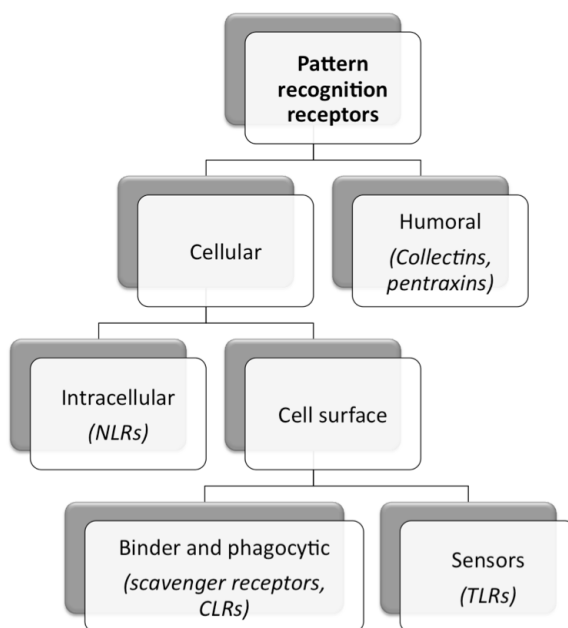 Pattern
recognition
receptors
Cellular
Humoral
(Collectins,
pentraxins)
Intracellular
(NLRs)
Cell surface
Binder and phagocytic
(scavenger receptors,
CLRs)
Sensors
(TLRs)